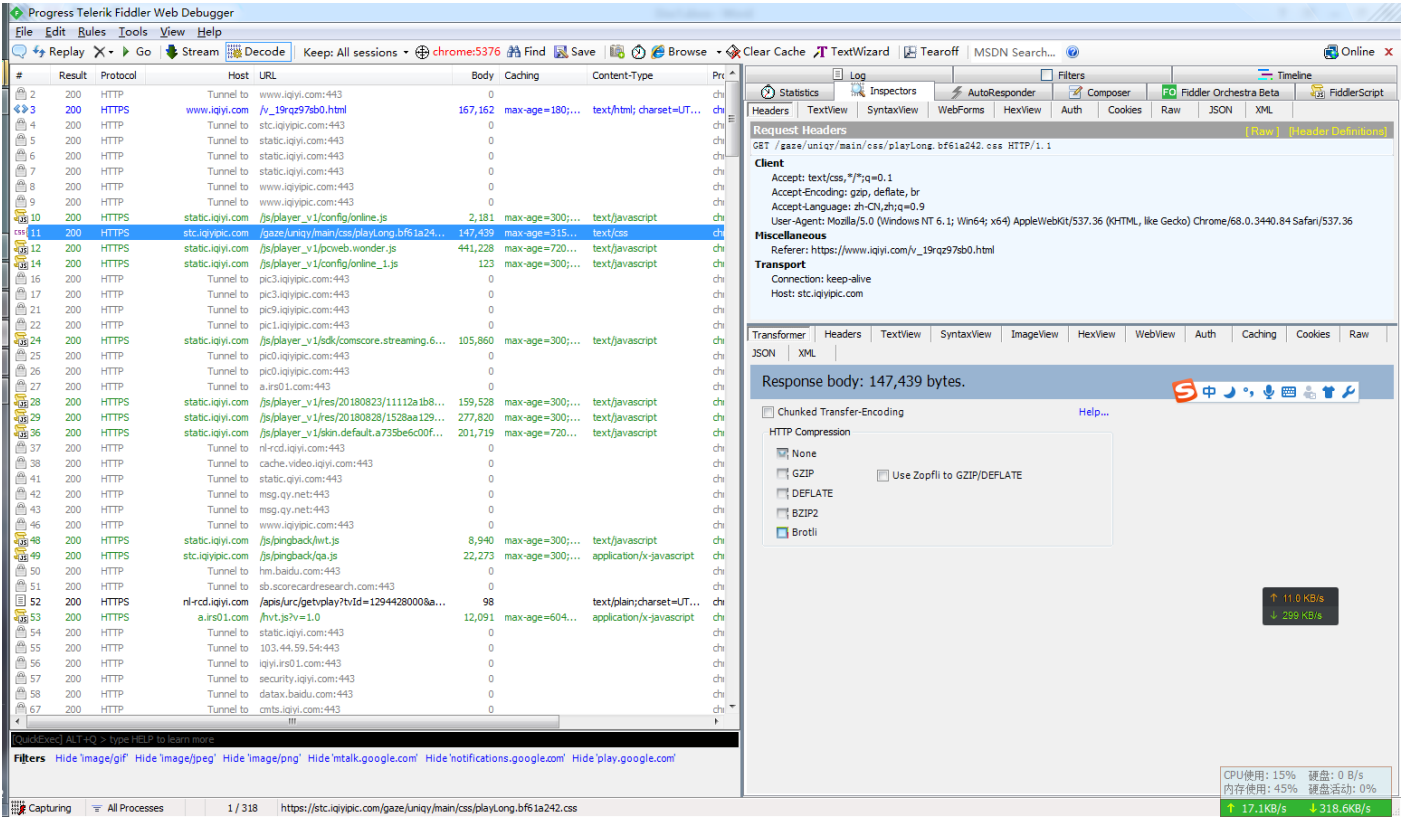 Progress Telerik Fiddler Web Debugger
File Edit Rules Tools View Help
Replay X Go Stream Decode Keep: All sessions chrome:5376 Find Save Browse Clear Cache TextWizard Tearoff MSDN Search... Online x
# Result Protocol Host URL Body Caching Content-Type
2 200 HTTP Tunnel to www.iqiyi.com:443 0 chr
3 200 HTTPS www.iqiyi.com /v_19rqz97sb0.html 167,162 max-age=180;... text/html; charset=UT...
4 200 HTTP Tunnel to stc.iqiyipic.com:443 0
5 200 HTTP Tunnel to static.iqiyi.com:443 0
6 200 HTTP Tunnel to static.iqiyi.com:443 0
7 200 HTTP Tunnel to static.iqiyi.com:443 0
8 200 HTTP Tunnel to www.iqiyipic.com:443 0
9 200 HTTP Tunnel to www.iqiyipic.com:443 0
10 200 HTTPS static.iqiyi.com /js/player_v1/config/online.js 2,181 max-age=300;... text/javascript
11 200 HTTPS stc.iqiyipic.com /gaze/uniqy/main/css/playLong.bf61a24... 147,439 max-age=315... text/css
12 200 HTTPS static.iqiyi.com /js/player_v1/pcweb.wonder.js 441,228 max-age=720... text/javascript
14 200 HTTPS static.iqiyi.com /js/player_v1/config/online_1.js 123 max-age=300;... text/javascript
16 200 HTTP Tunnel to pic3.iqiyipic.com:443 0
17 200 HTTP Tunnel to pic3.iqiyipic.com:443 0
21 200 HTTP Tunnel to pic9.iqiyipic.com:443 0
22 200 HTTP Tunnel to pic1.iqiyipic.com:443 0
24 200 HTTPS static.iqiyi.com /js/player_v1/sdk/comscore.streaming.6... 105,860 max-age=300;... text/javascript
25 200 HTTP Tunnel to pic0.iqiyipic.com:443 0
26 200 HTTP Tunnel to pic0.iqiyipic.com:443 0
27 200 HTTP Tunnel to a.irs01.com:443 0
28 200 HTTPS static.iqiyi.com /js/player_v1/res/20180823/11112a1b8... 159,528 max-age=300;... text/javascript
29 200 HTTPS static.iqiyi.com /js/player_v1/res/20180828/1528aa129... 277,820 max-age=300;... text/javascript
36 200 HTTPS static.iqiyi.com /js/player_v1/skin.default.a735be6c00f... 201,719 max-age=720... text/javascript
37 200 HTTP Tunnel to nl-rcd.iqiyi.com:443 0
38 200 HTTP Tunnel to cache.video.iqiyi.com:443 0
41 200 HTTP Tunnel to static.qiyi.com:443 0
42 200 HTTP Tunnel to msg.qy.net:443 0
43 200 HTTP Tunnel to msg.qy.net:443 0
46 200 HTTP Tunnel to www.iqiyipic.com:443 0
48 200 HTTPS static.iqiyi.com /js/pingback/iwt.js 8,940 max-age=300;... text/javascript
49 200 HTTPS stc.iqiyipic.com /js/pingback/qa.js 22,273 max-age=300;... application/x-javascript
50 200 HTTP Tunnel to hm.baidu.com:443 0
51 200 HTTP Tunnel to sb.scorecardresearch.com:443 0
52 200 HTTPS nl-rcd.iqiyi.com /apis/urc/getvplay?tvId=1294428000&a... 98 text/plain;charset=UT...
53 200 HTTPS a.irs01.com /hvt.js?v=1.0 12,091 max-age=604... application/x-javascript
54 200 HTTP Tunnel to static.iqiyi.com:443 0
55 200 HTTP Tunnel to 103.44.59.54:443 0
56 200 HTTP Tunnel to iqiyi.irs01.com:443 0
57 200 HTTP Tunnel to security.iqiyi.com:443 0
58 200 HTTP Tunnel to datax.baidu.com:443 0
67 200 HTTP Tunnel to cmts.iqiyi.com:443 0
[QuickExec] ALT+Q > type HELP to learn more
Filters Hide 'image/gif' Hide 'image/jpeg' Hide 'image/png' Hide 'mtalk.google.com' Hide 'notifications.google.com' Hide 'play.google.com'
Capturing All Processes 1 / 318 https://stc.iqiyipic.com/gaze/uniqy/main/css/playLong.bf61a242.css
Log Filters Timeline
Statistics Inspectors AutoResponder Composer FO Fiddler Orchestra Beta FiddlerScript
Headers TextView SyntaxView WebForms HexView Auth Cookies Raw JSON XML
Request Headers [ Raw ] [Header Definitions]
GET /gaze/uniqy/main/css/playLong.bf61a242.css HTTP/1.1
Client
Accept: text/css,*/*;q=0.1
Accept-Encoding: gzip, deflate, br
Accept-Language: zh-CN,zh;q=0.9
User-Agent: Mozilla/5.0 (Windows NT 6.1; Win64; x64) AppleWebKit/537.36 (KHTML, like Gecko) Chrome/68.0.3440.84 Safari/537.36
Miscellaneous
Referer: https://www.iqiyi.com/v_19rqz97sb0.html
Transport
Connection: keep-alive
Host: stc.iqiyipic.com
Transformer Headers TextView SyntaxView ImageView HexView WebView Auth Caching Cookies Raw
JSON XML
Response body: 147,439 bytes.
中
Chunked Transfer-Encoding Help...
HTTP Compression
None
GZIP Use Zopfli to GZIP/DEFLATE
DEFLATE
BZIP2
Brotli
↑ 11.0 KB/s
↓ 299 KB/s
CPU使用: 15% 硬盘: 0 B/s
内存使用: 45% 硬盘活动: 0%
↑ 17.1KB/s ↓318.6KB/s